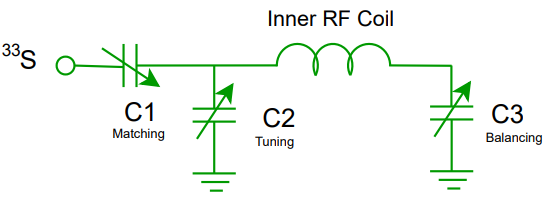 Inner RF Coil
³³S
C1
Matching
C2
Tuning
C3
Balancing